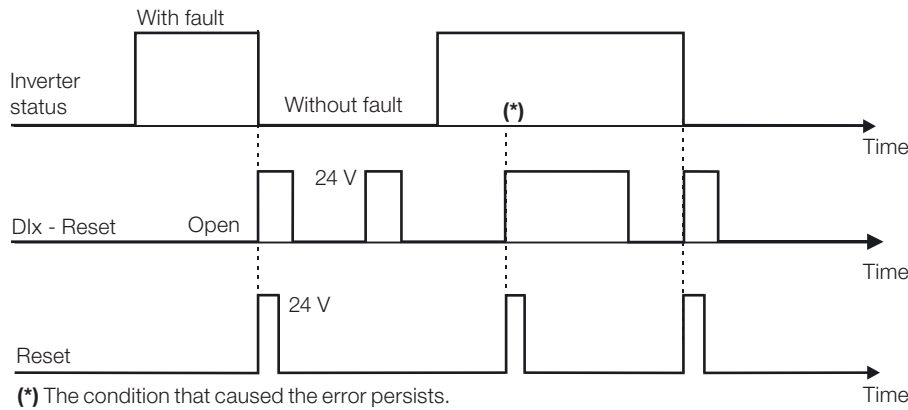 With fault
Inverter
status
Without fault
(*)
Time
24 V
DIx - Reset
Open
Time
24 V
Reset
(*) The condition that caused the error persists.
Time